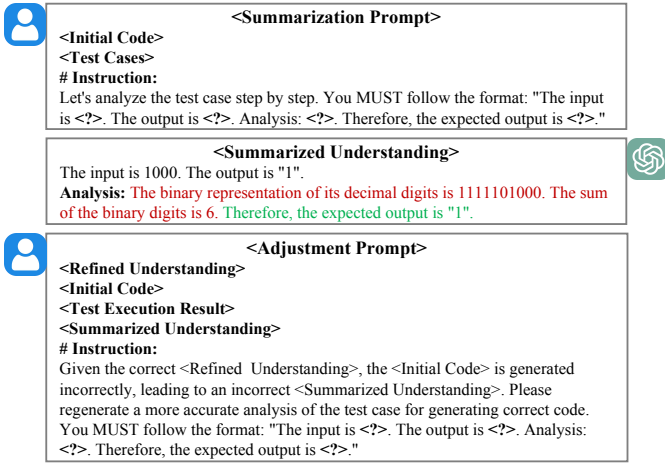 <Summarization Prompt>
<Initial Code>
<Test Cases>
# Instruction:
Let's analyze the test case step by step. You MUST follow the format: "The input
is <?>. The output is <?>. Analysis: <?>. Therefore, the expected output is <?>."
<Summarized Understanding>
The input is 1000. The output is "1".
Analysis: The binary representation of its decimal digits is 1111101000. The sum
of the binary digits is 6. Therefore, the expected output is "1".
<Adjustment Prompt>
<Refined Understanding>
<Initial Code>
<Test Execution Result>
<Summarized Understanding>
# Instruction:
Given the correct <Refined Understanding>, the <Initial Code> is generated
incorrectly, leading to an incorrect <Summarized Understanding>. Please
regenerate a more accurate analysis of the test case for generating correct code.
You MUST follow the format: "The input is <?>. The output is <?>. Analysis:
<?>. Therefore, the expected output is <?>."